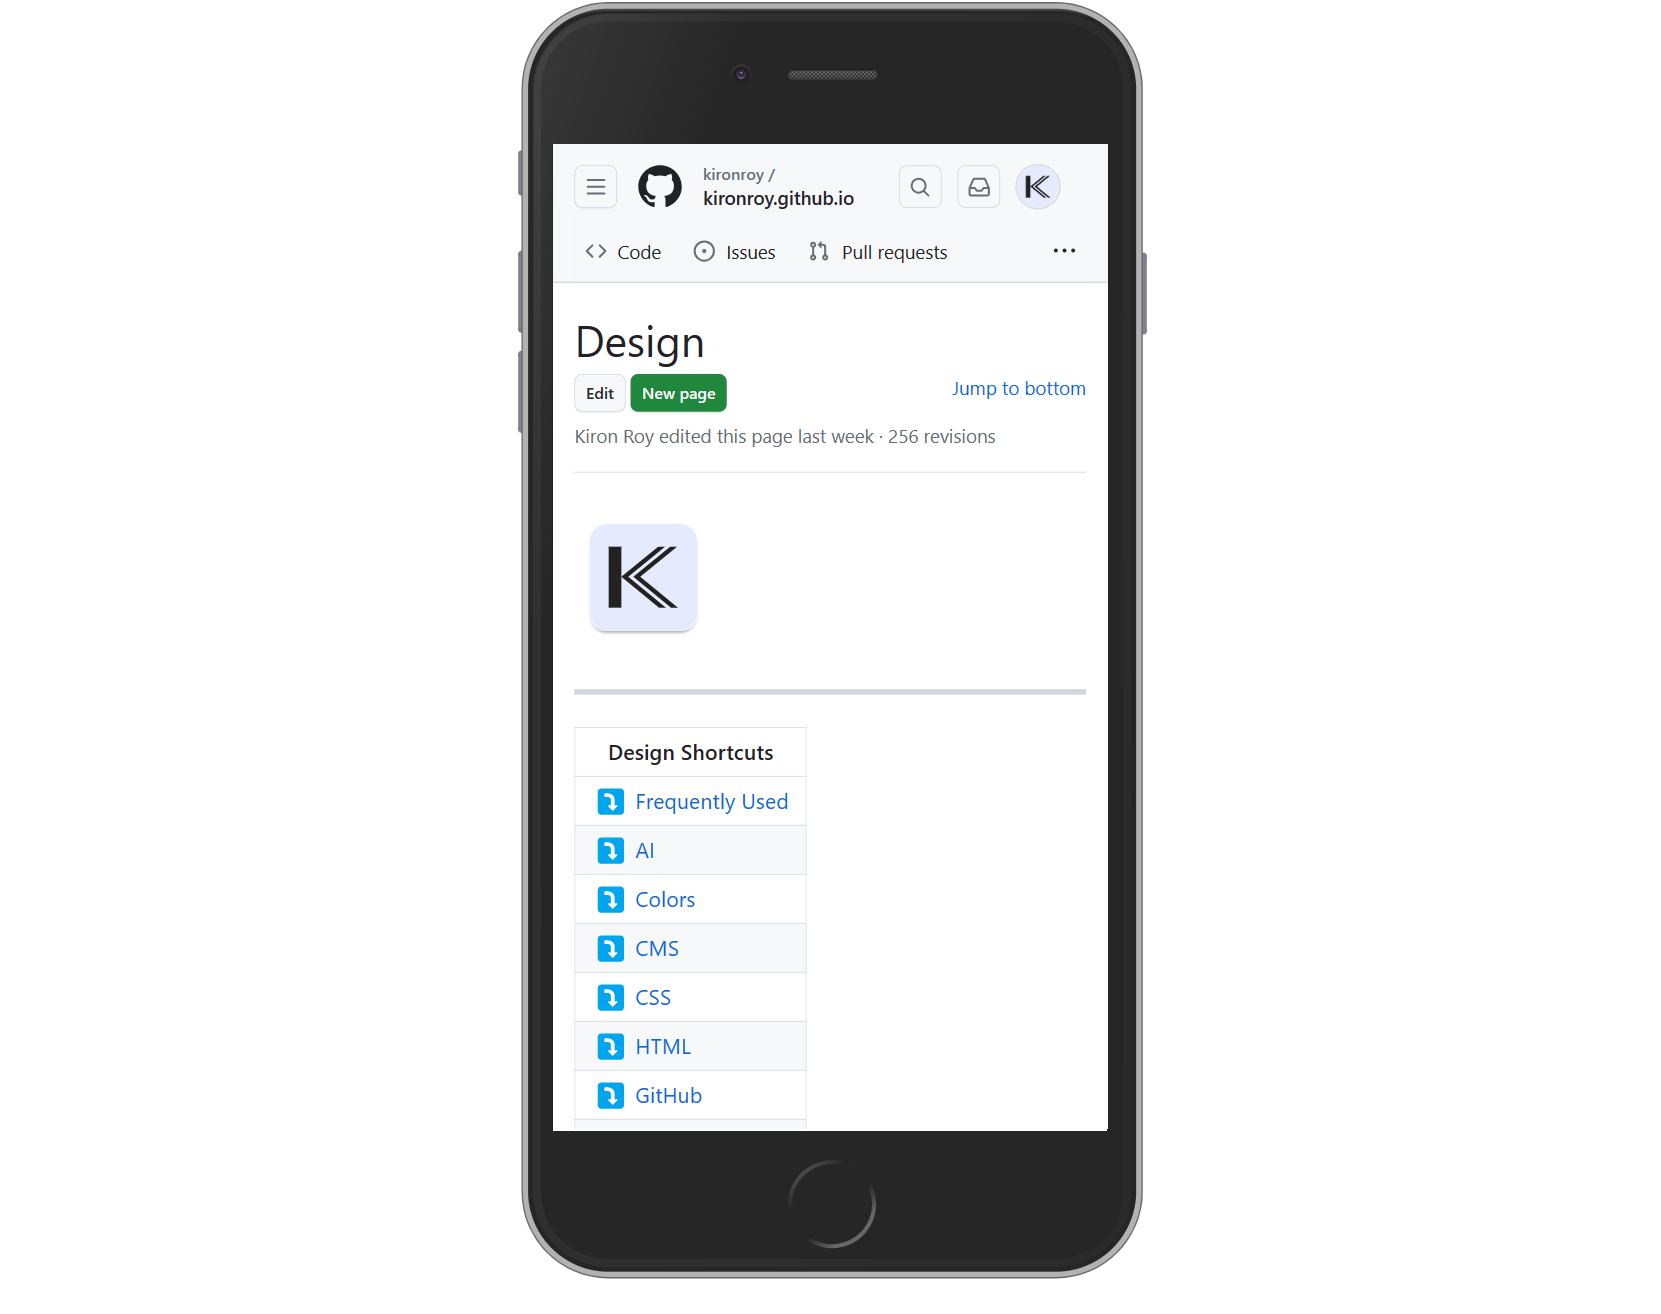 kironroy /
kironroy.github.io
Code Issues Pull requests
Design
Edit New page Jump to bottom
Kiron Roy edited this page last week · 256 revisions
K
Design Shortcuts
Frequently Used
AI
Colors
CMS
CSS
HTML
GitHub